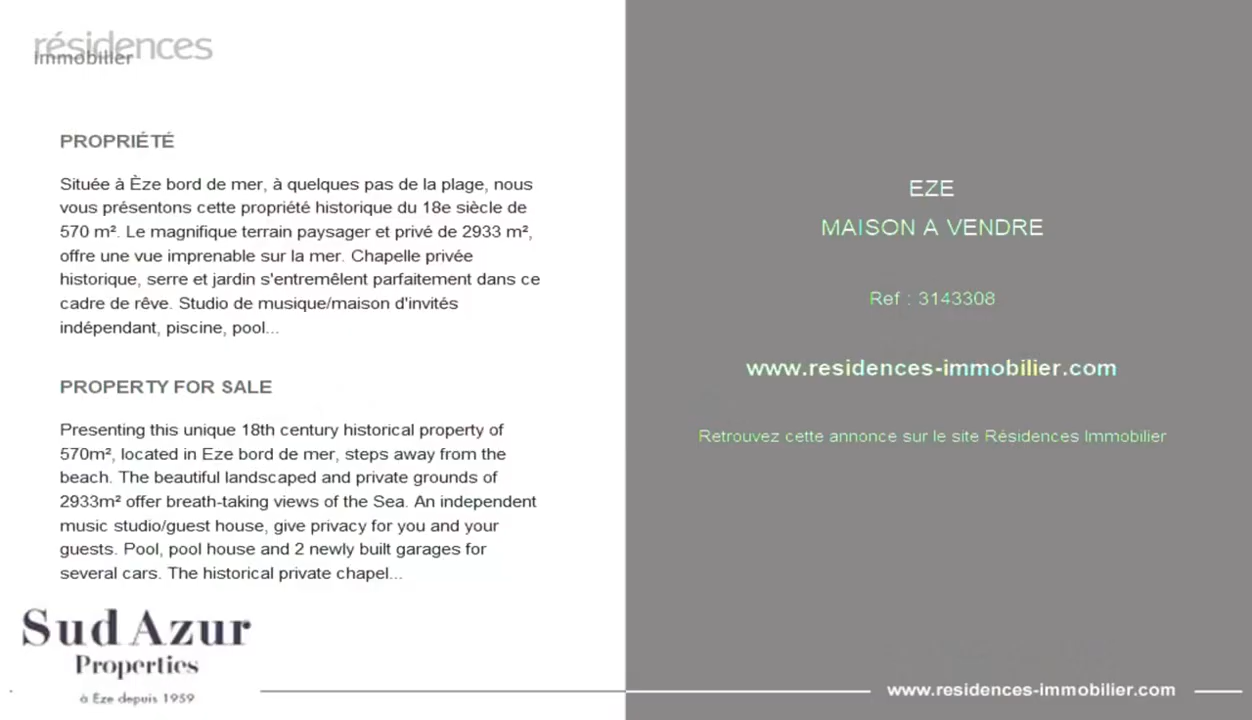 résidences
immobilier
PROPRIÉTÉ
Située à Èze bord de mer, à quelques pas de la plage, nous
vous présentons cette propriété historique du 18e siècle de
570 m². Le magnifique terrain paysager et privé de 2933 m²,
offre une vue imprenable sur la mer. Chapelle privée
historique, serre et jardin s'entremêlent parfaitement dans ce
cadre de rêve. Studio de musique/maison d'invités
indépendant, piscine, pool...
PROPERTY FOR SALE
Presenting this unique 18th century historical property of
570m², located in Eze bord de mer, steps away from the
beach. The beautiful landscaped and private grounds of
2933m² offer breath-taking views of the Sea. An independent
music studio/guest house, give privacy for you and your
guests. Pool, pool house and 2 newly built garages for
several cars. The historical private chapel...
Sud Azur
Properties
à Eze depuis 1959
EZE
MAISON A VENDRE
Ref : 3143308
www.residences-immobilier.com
Retrouvez cette annonce sur le site Résidences Immobilier
www.residences-immobilier.com